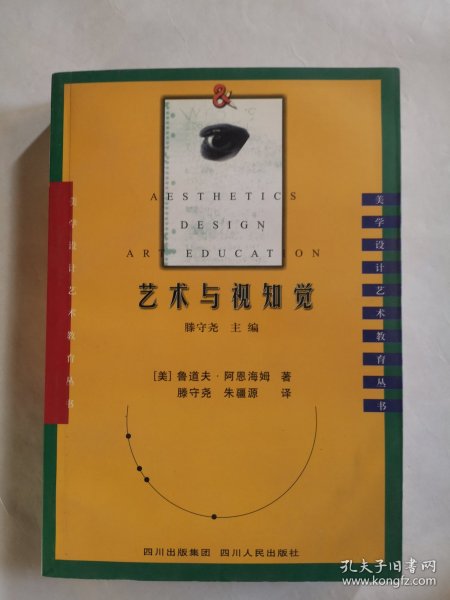 &
AESTHETICS
DESIGN
ART EDUCATION
艺术与视知觉
滕守尧 主编
[美] 鲁道夫·阿恩海姆 著
滕守尧 朱疆源 译
四川出版集团 四川人民出版社
美学设计艺术教育丛书
美学设计艺术教育丛书
孔夫子旧书网
www.kongfz.com